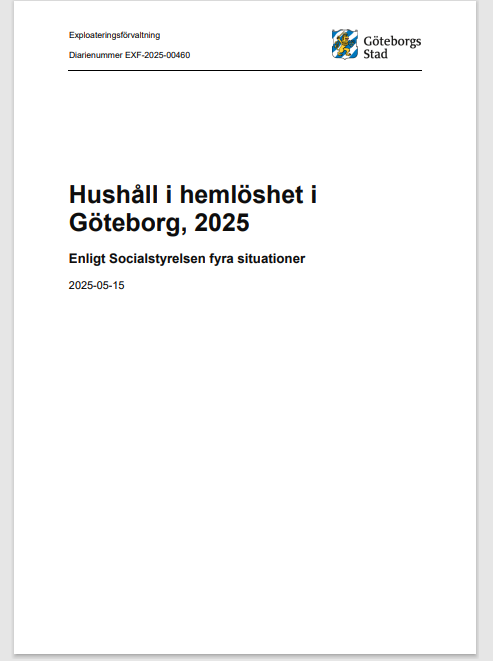 Exploateringsförvaltning
Diarienummer EXF-2025-00460
Göteborgs
Stad
Hushåll i hemlöshet i
Göteborg, 2025
Enligt Socialstyrelsen fyra situationer
2025-05-15